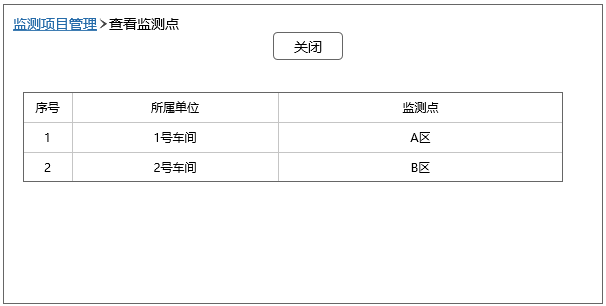 监测项目管理>查看监测点
关闭
序号 所属单位 监测点
1 1号车间 A区
2 2号车间 B区